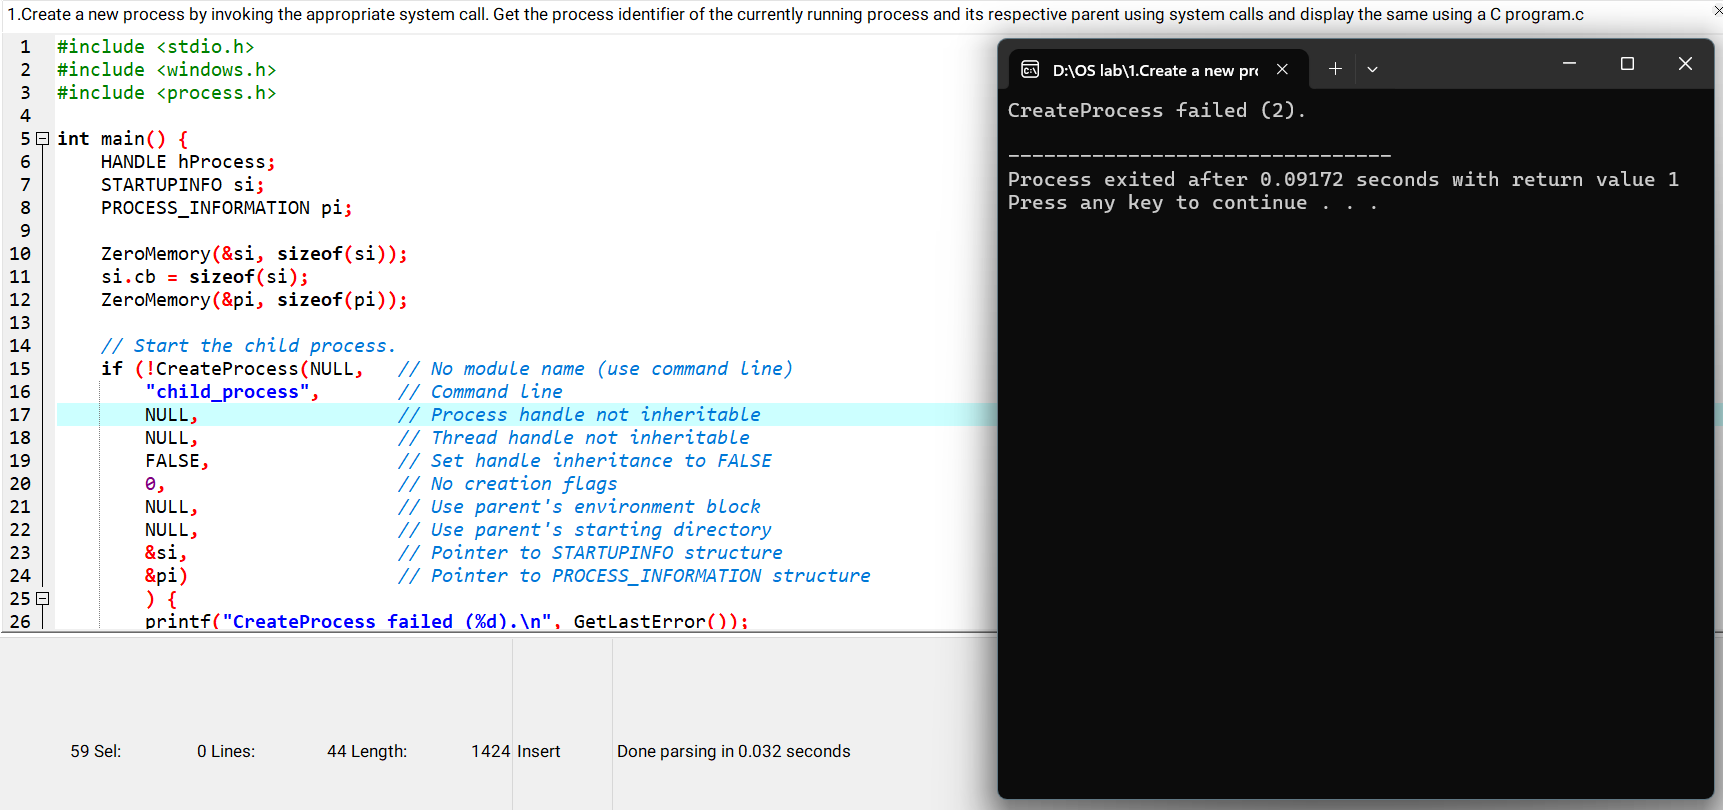 1.Create a new process by invoking the appropriate system call. Get the process identifier of the currently running process and its respective parent using system calls and display the same using a C program.c
1 #include <stdio.h>
2 #include <windows.h>
3 #include <process.h>
4
5 int main() {
6 HANDLE hProcess;
7 STARTUPINFO si;
8 PROCESS_INFORMATION pi;
9
10 ZeroMemory(&si, sizeof(si));
11 si.cb = sizeof(si);
12 ZeroMemory(&pi, sizeof(pi));
13
14 // Start the child process.
15 if (!CreateProcess(NULL, // No module name (use command line)
16 "child_process", // Command line
17 NULL, // Process handle not inheritable
18 NULL, // Thread handle not inheritable
19 FALSE, // Set handle inheritance to FALSE
20 0, // No creation flags
21 NULL, // Use parent's environment block
22 NULL, // Use parent's starting directory
23 &si, // Pointer to STARTUPINFO structure
24 &pi) // Pointer to PROCESS_INFORMATION structure
25 ) {
26 printf("CreateProcess failed (%d).\n", GetLastError());
D:\OS lab\1.Create a new pro
CreateProcess failed (2).
--------------------------------
Process exited after 0.09172 seconds with return value 1
Press any key to continue . . .
59 Sel: 0 Lines: 44 Length: 1424 Insert Done parsing in 0.032 seconds